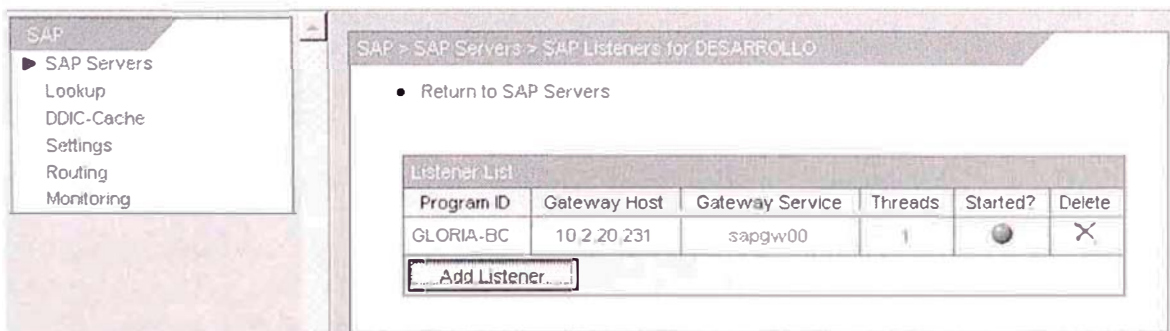 SAP
SAP Servers
Lookup
DDIC-Cache
Settings
Routing
Monitoring
SAP > SAP Servers > SAP Listeners for DESARROLLO
Return to SAP Servers
Listener List
Program ID Gateway Host Gateway Service Threads Started? Delete
GLORIA-BC 10.2.20.231 sapgw00 1
Add Listener